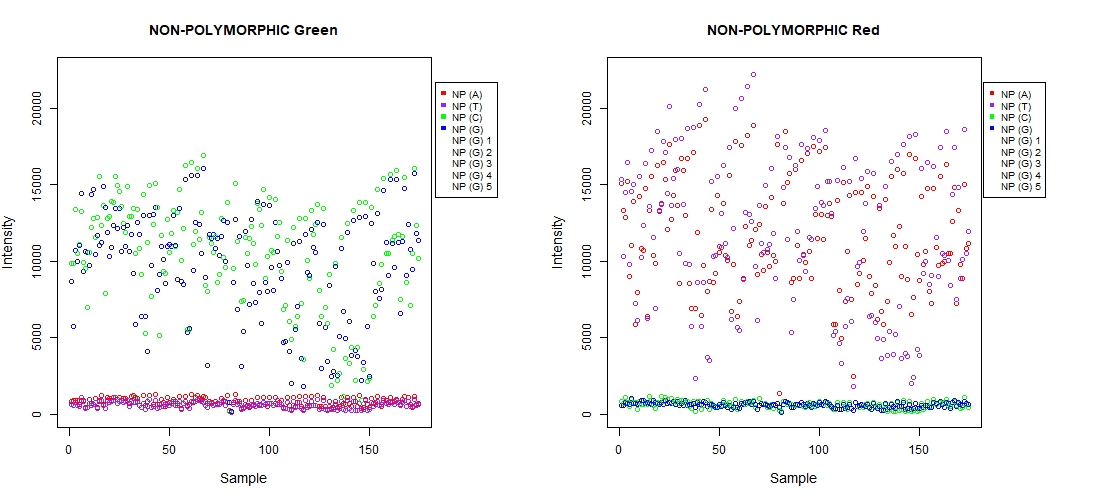 NON-POLYMORPHIC Green
20000
15000
10000
5000
0
Intensity
0
50
100
150
Sample
NP (A)
NP (T)
NP (C)
NP (G)
NP (G) 1
NP (G) 2
NP (G) 3
NP (G) 4
NP (G) 5
NON-POLYMORPHIC Red
20000
15000
10000
5000
0
Intensity
0
50
100
150
Sample
NP (A)
NP (T)
NP (C)
NP (G)
NP (G) 1
NP (G) 2
NP (G) 3
NP (G) 4
NP (G) 5